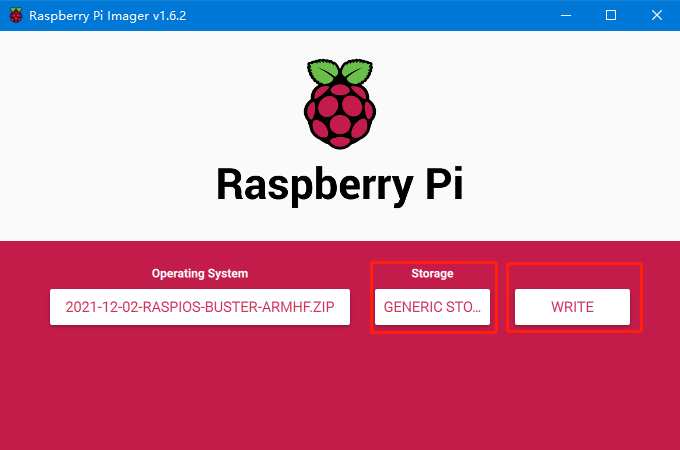 Raspberry Pi Imager v1.6.2
Raspberry Pi
Operating System
Storage
2021-12-02-RASPIOS-BUSTER-ARMHF.ZIP
GENERIC STO...
WRITE